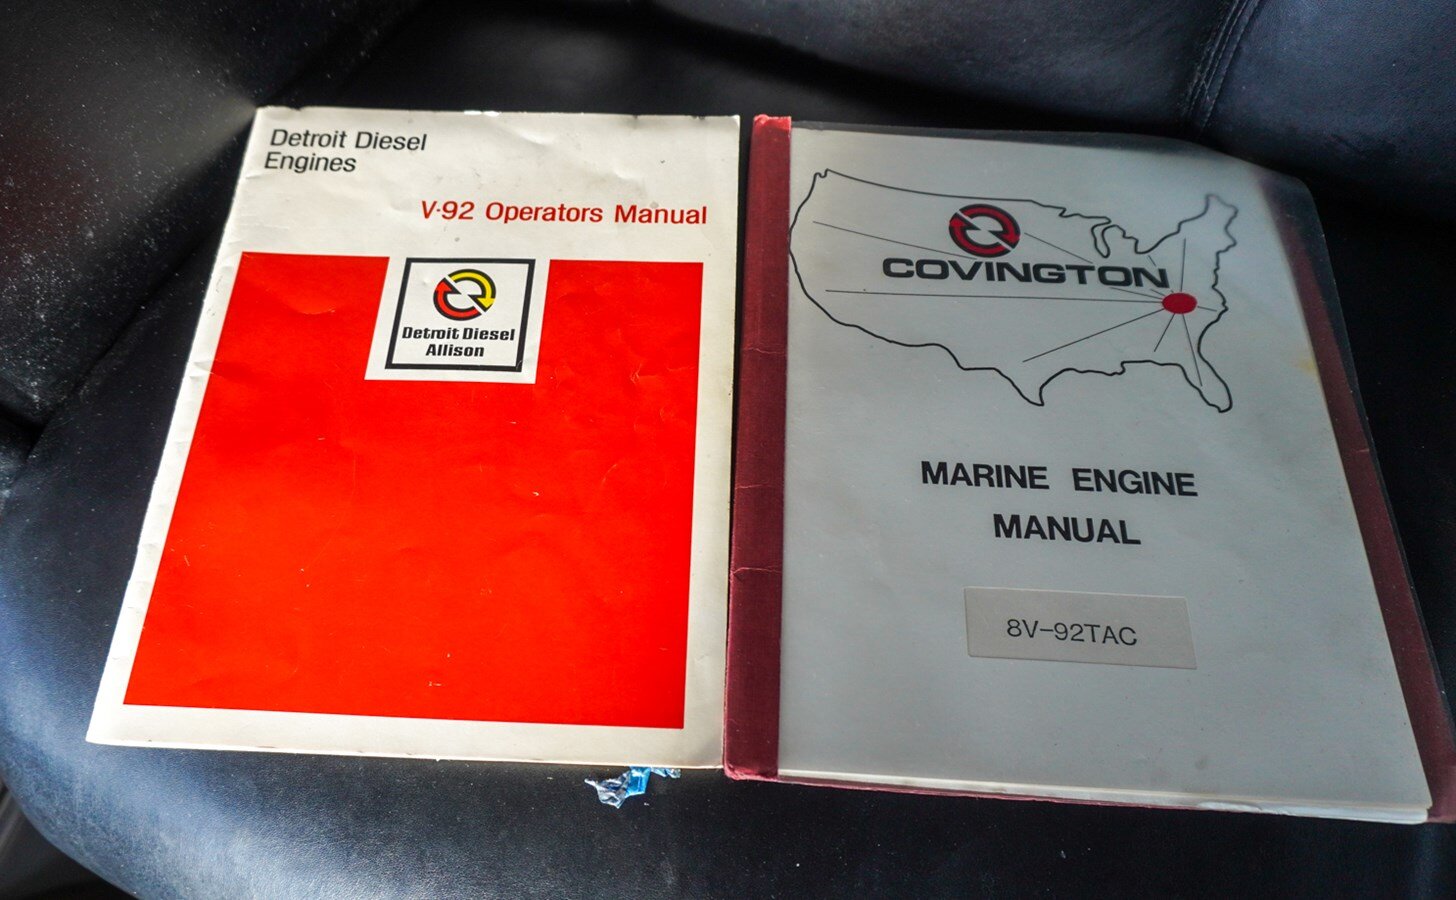 Detroit Diesel
Engines
V-92 Operators Manual
Detroit Diesel
Allison
COVINGTON
MARINE ENGINE
MANUAL
8V-92TAC